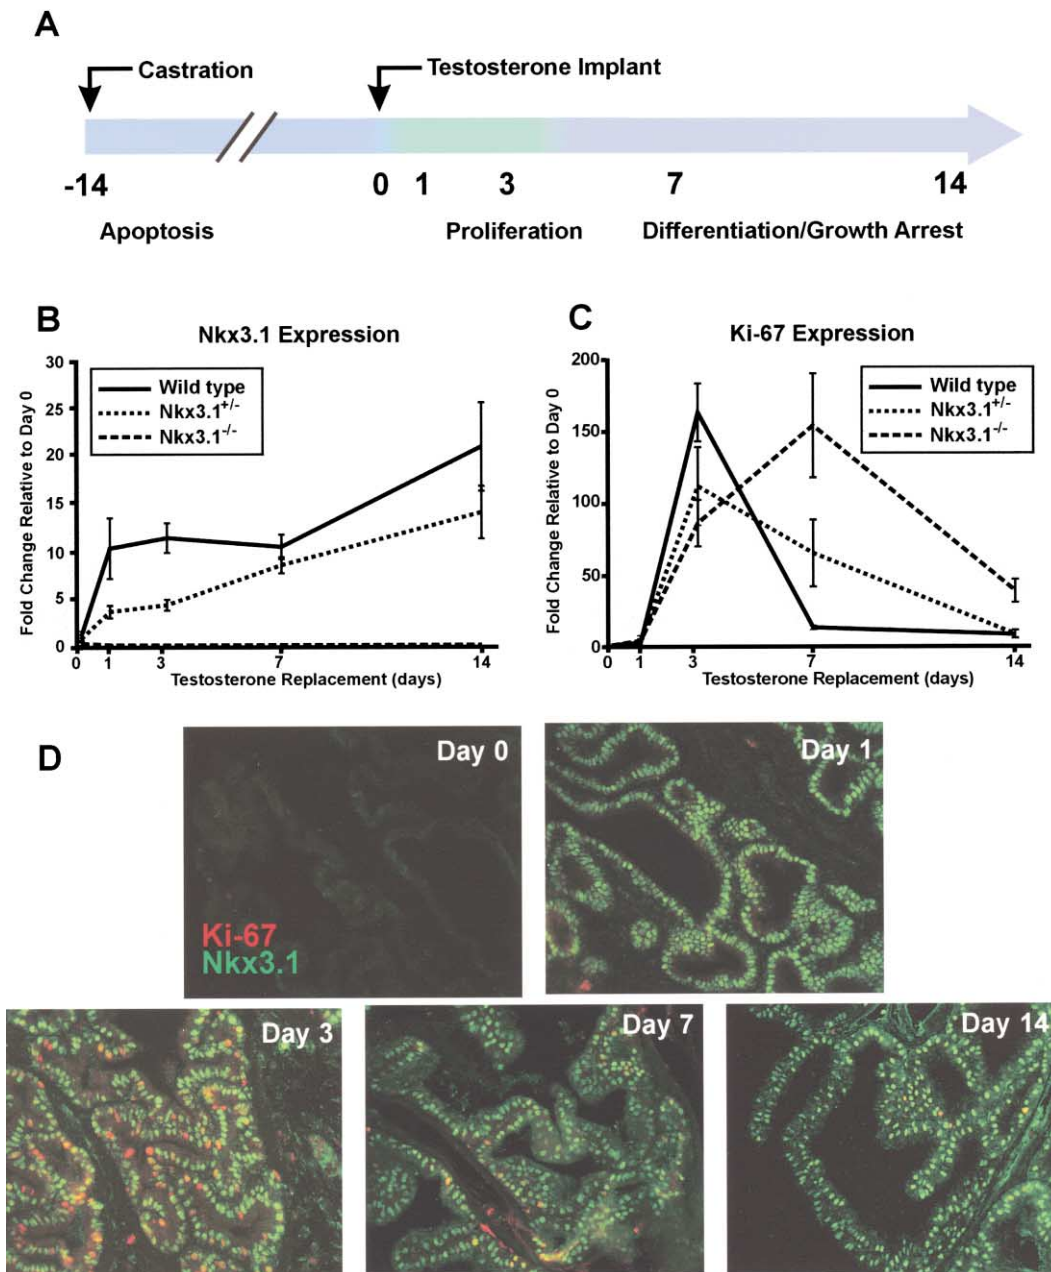 A
Castration
Testosterone Implant
-14 0 1 3 7 14
Apoptosis Proliferation Differentiation/Growth Arrest
B
Nkx3.1 Expression
Fold Change Relative to Day 0
30
25
20
15
10
5
0
Wild type
Nkx3.1+/-
Nkx3.1-/-
0 1 3 7 14
Testosterone Replacement (days)
C
Ki-67 Expression
Fold Change Relative to Day 0
200
150
100
50
0
Wild type
Nkx3.1+/-
Nkx3.1-/-
0 1 3 7 14
Testosterone Replacement (days)
D
Day 0
Ki-67
Nkx3.1
Day 1
Day 3
Day 7
Day 14